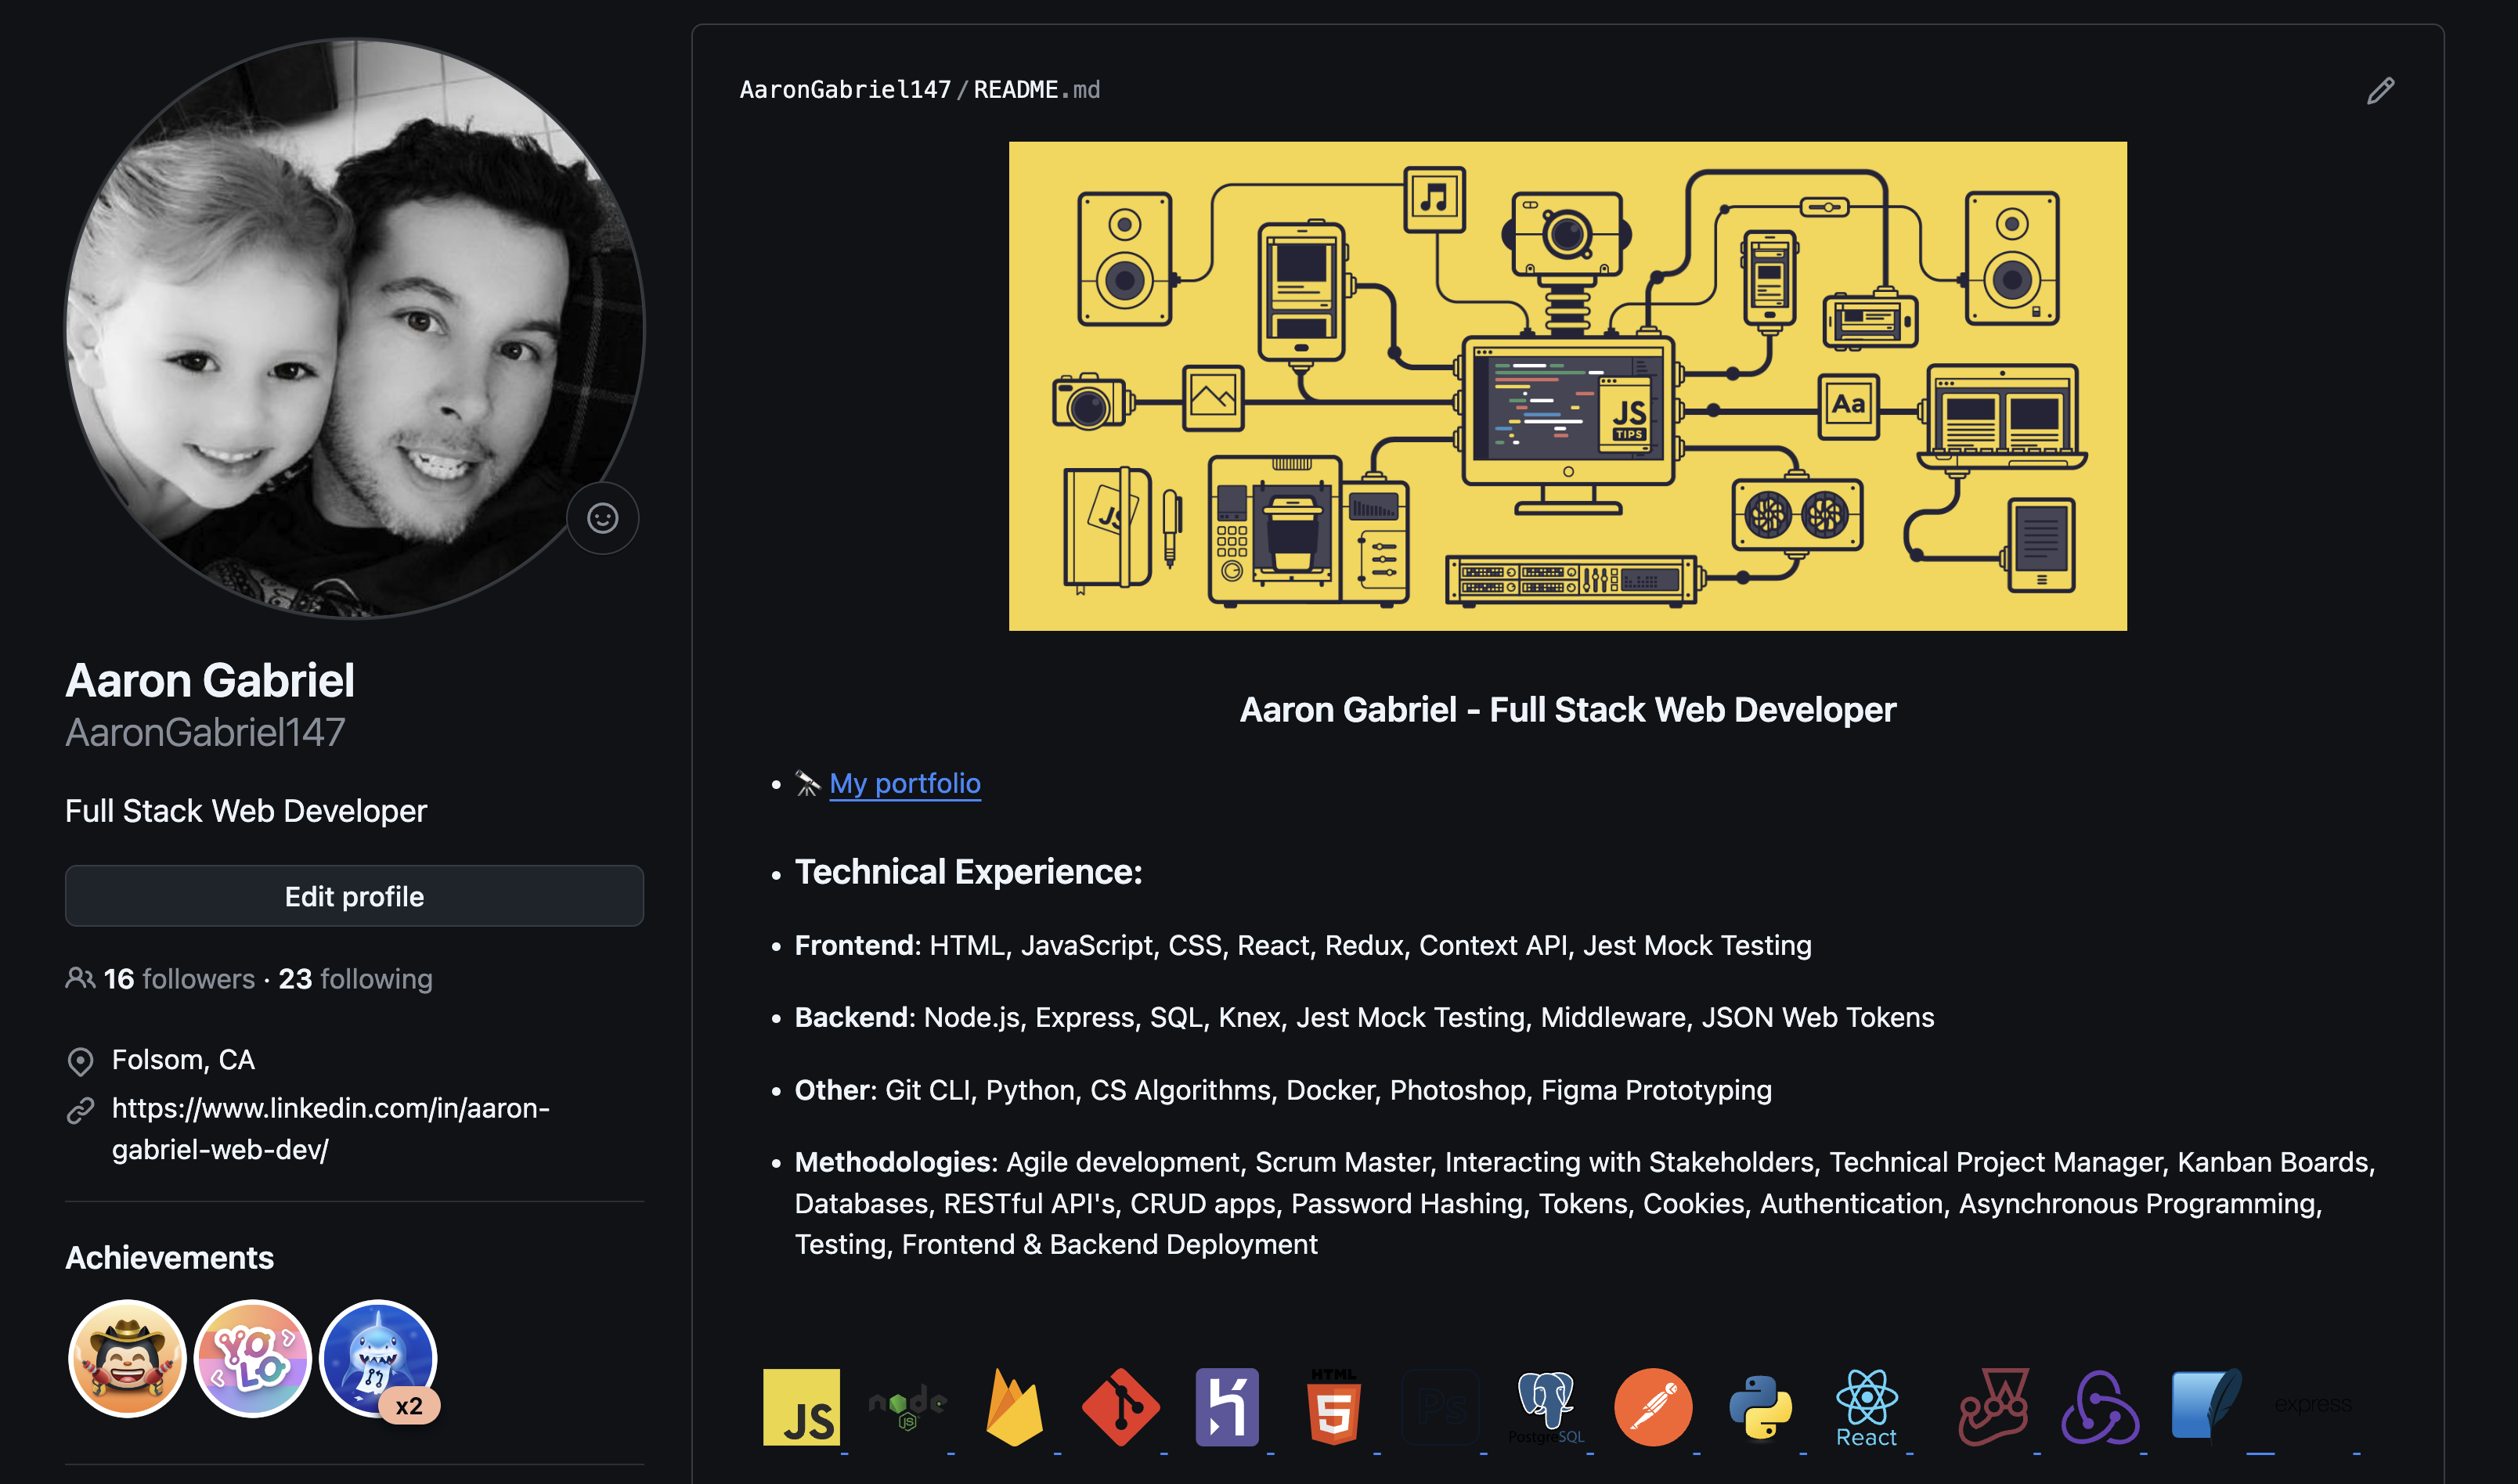 Aaron Gabriel
AaronGabriel147
Full Stack Web Developer
Edit profile
16 followers · 23 following
Folsom, CA
https://www.linkedin.com/in/aaron-
gabriel-web-dev/
Achievements
YOLO
x2
AaronGabriel147/README.md
JS
TIPS
Aa
JS
Aaron Gabriel - Full Stack Web Developer
My portfolio
Technical Experience:
Frontend: HTML, JavaScript, CSS, React, Redux, Context API, Jest Mock Testing
Backend: Node.js, Express, SQL, Knex, Jest Mock Testing, Middleware, JSON Web Tokens
Other: Git CLI, Python, CS Algorithms, Docker, Photoshop, Figma Prototyping
Methodologies: Agile development, Scrum Master, Interacting with Stakeholders, Technical Project Manager, Kanban Boards,
Databases, RESTful API's, CRUD apps, Password Hashing, Tokens, Cookies, Authentication, Asynchronous Programming,
Testing, Frontend & Backend Deployment
JS
node
JS
HTML
5
Ps
PostgreSQL
React
express